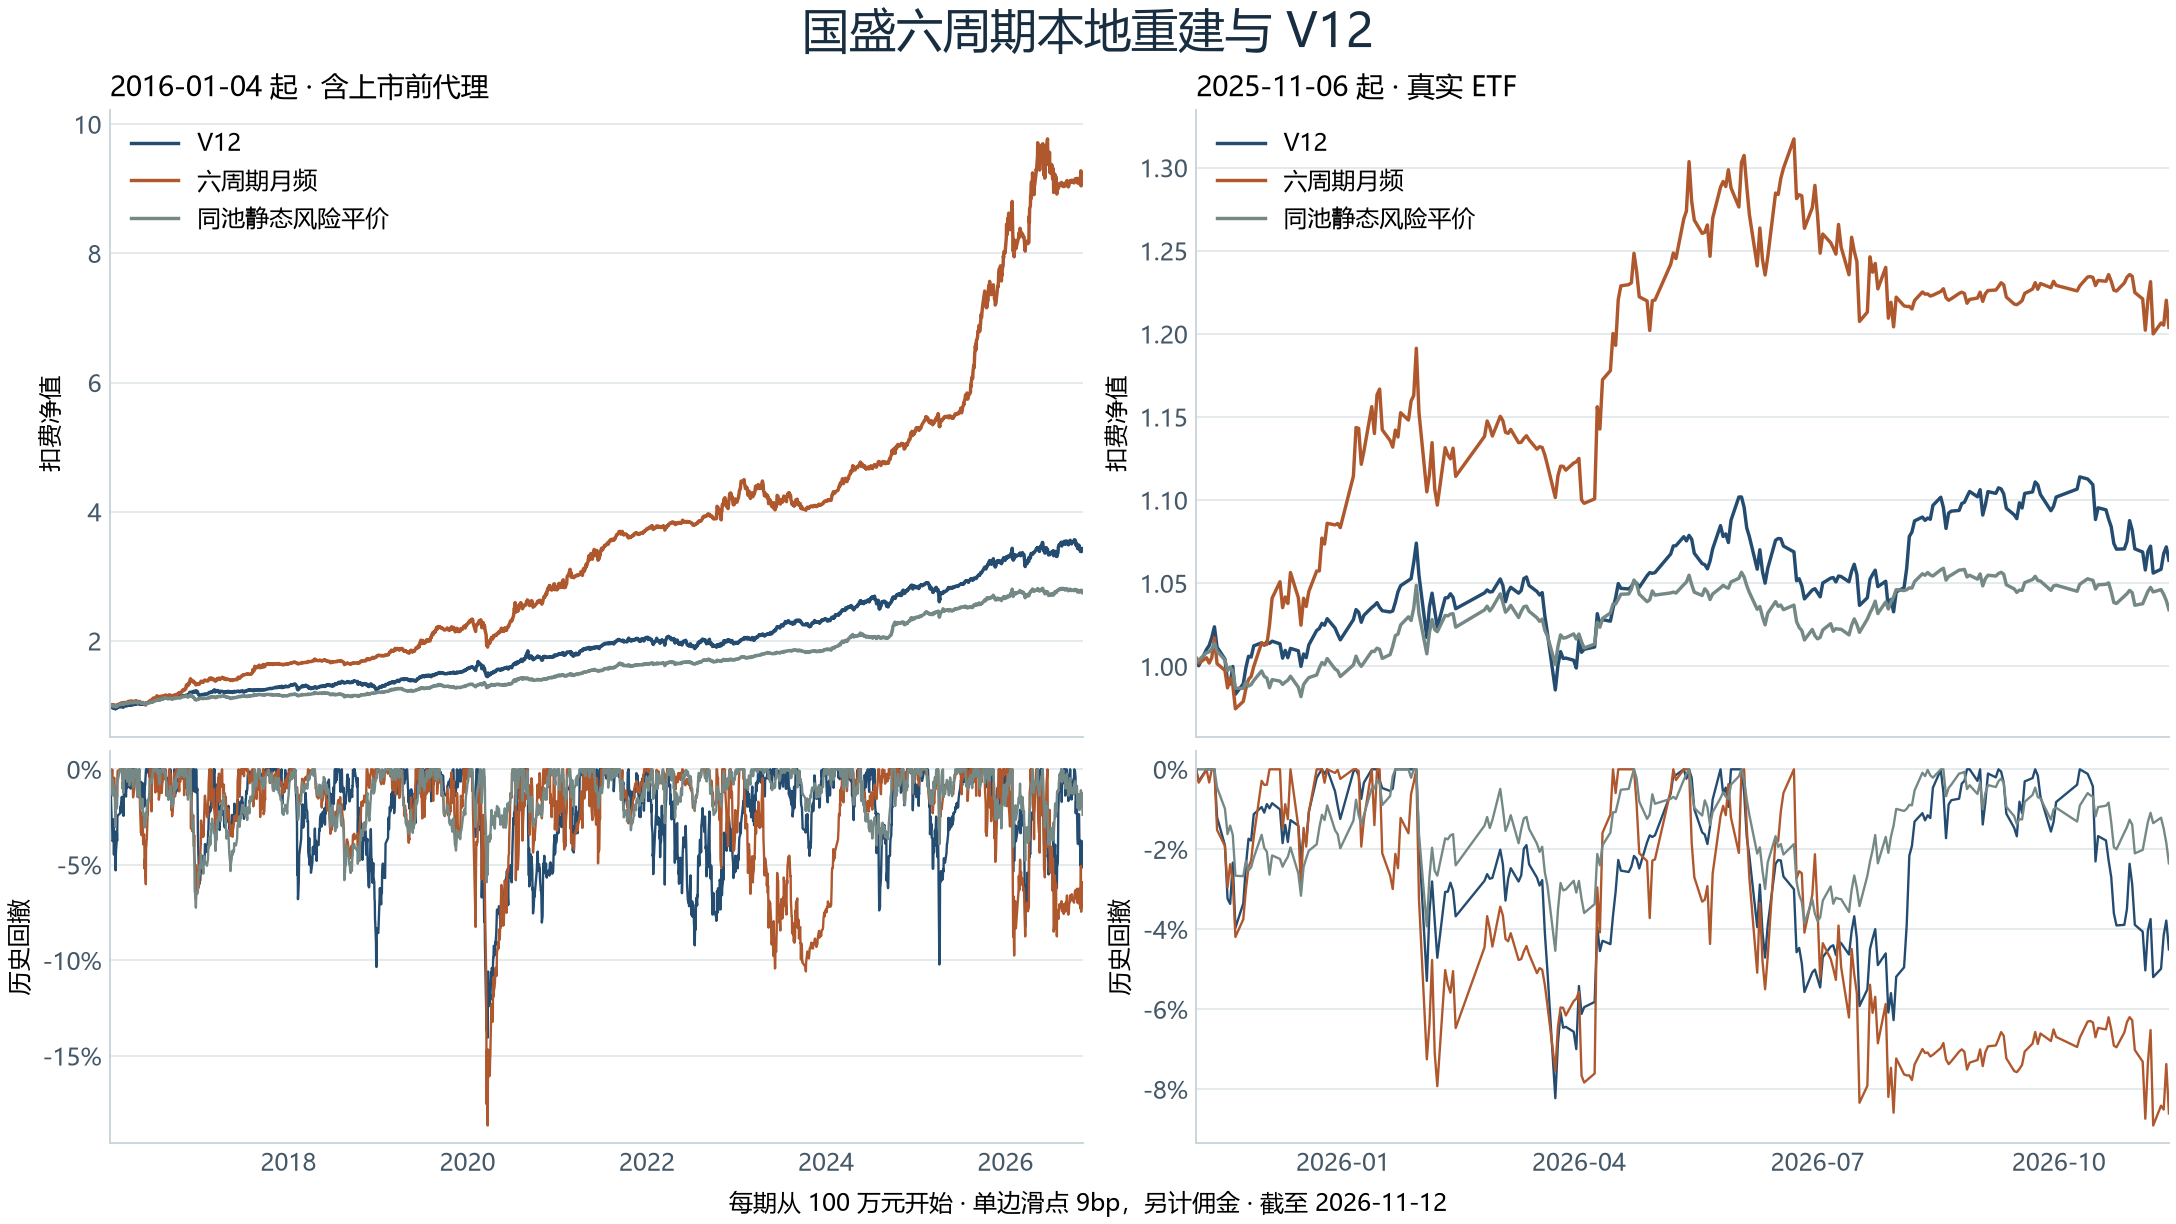 国盛六周期本地重建与 V12
2016-01-04 起 · 含上市前代理
V12
六周期月频
同池静态风险平价
扣费净值
10
8
6
4
2
2025-11-06 起 · 真实 ETF
V12
六周期月频
同池静态风险平价
扣费净值
1.30
1.25
1.20
1.15
1.10
1.05
1.00
历史回撤
0%
-5%
-10%
-15%
2018
2020
2022
2024
2026
历史回撤
0%
-2%
-4%
-6%
-8%
2026-01
2026-04
2026-07
2026-10
每期从 100 万元开始 · 单边滑点 9bp，另计佣金 · 截至 2026-11-12